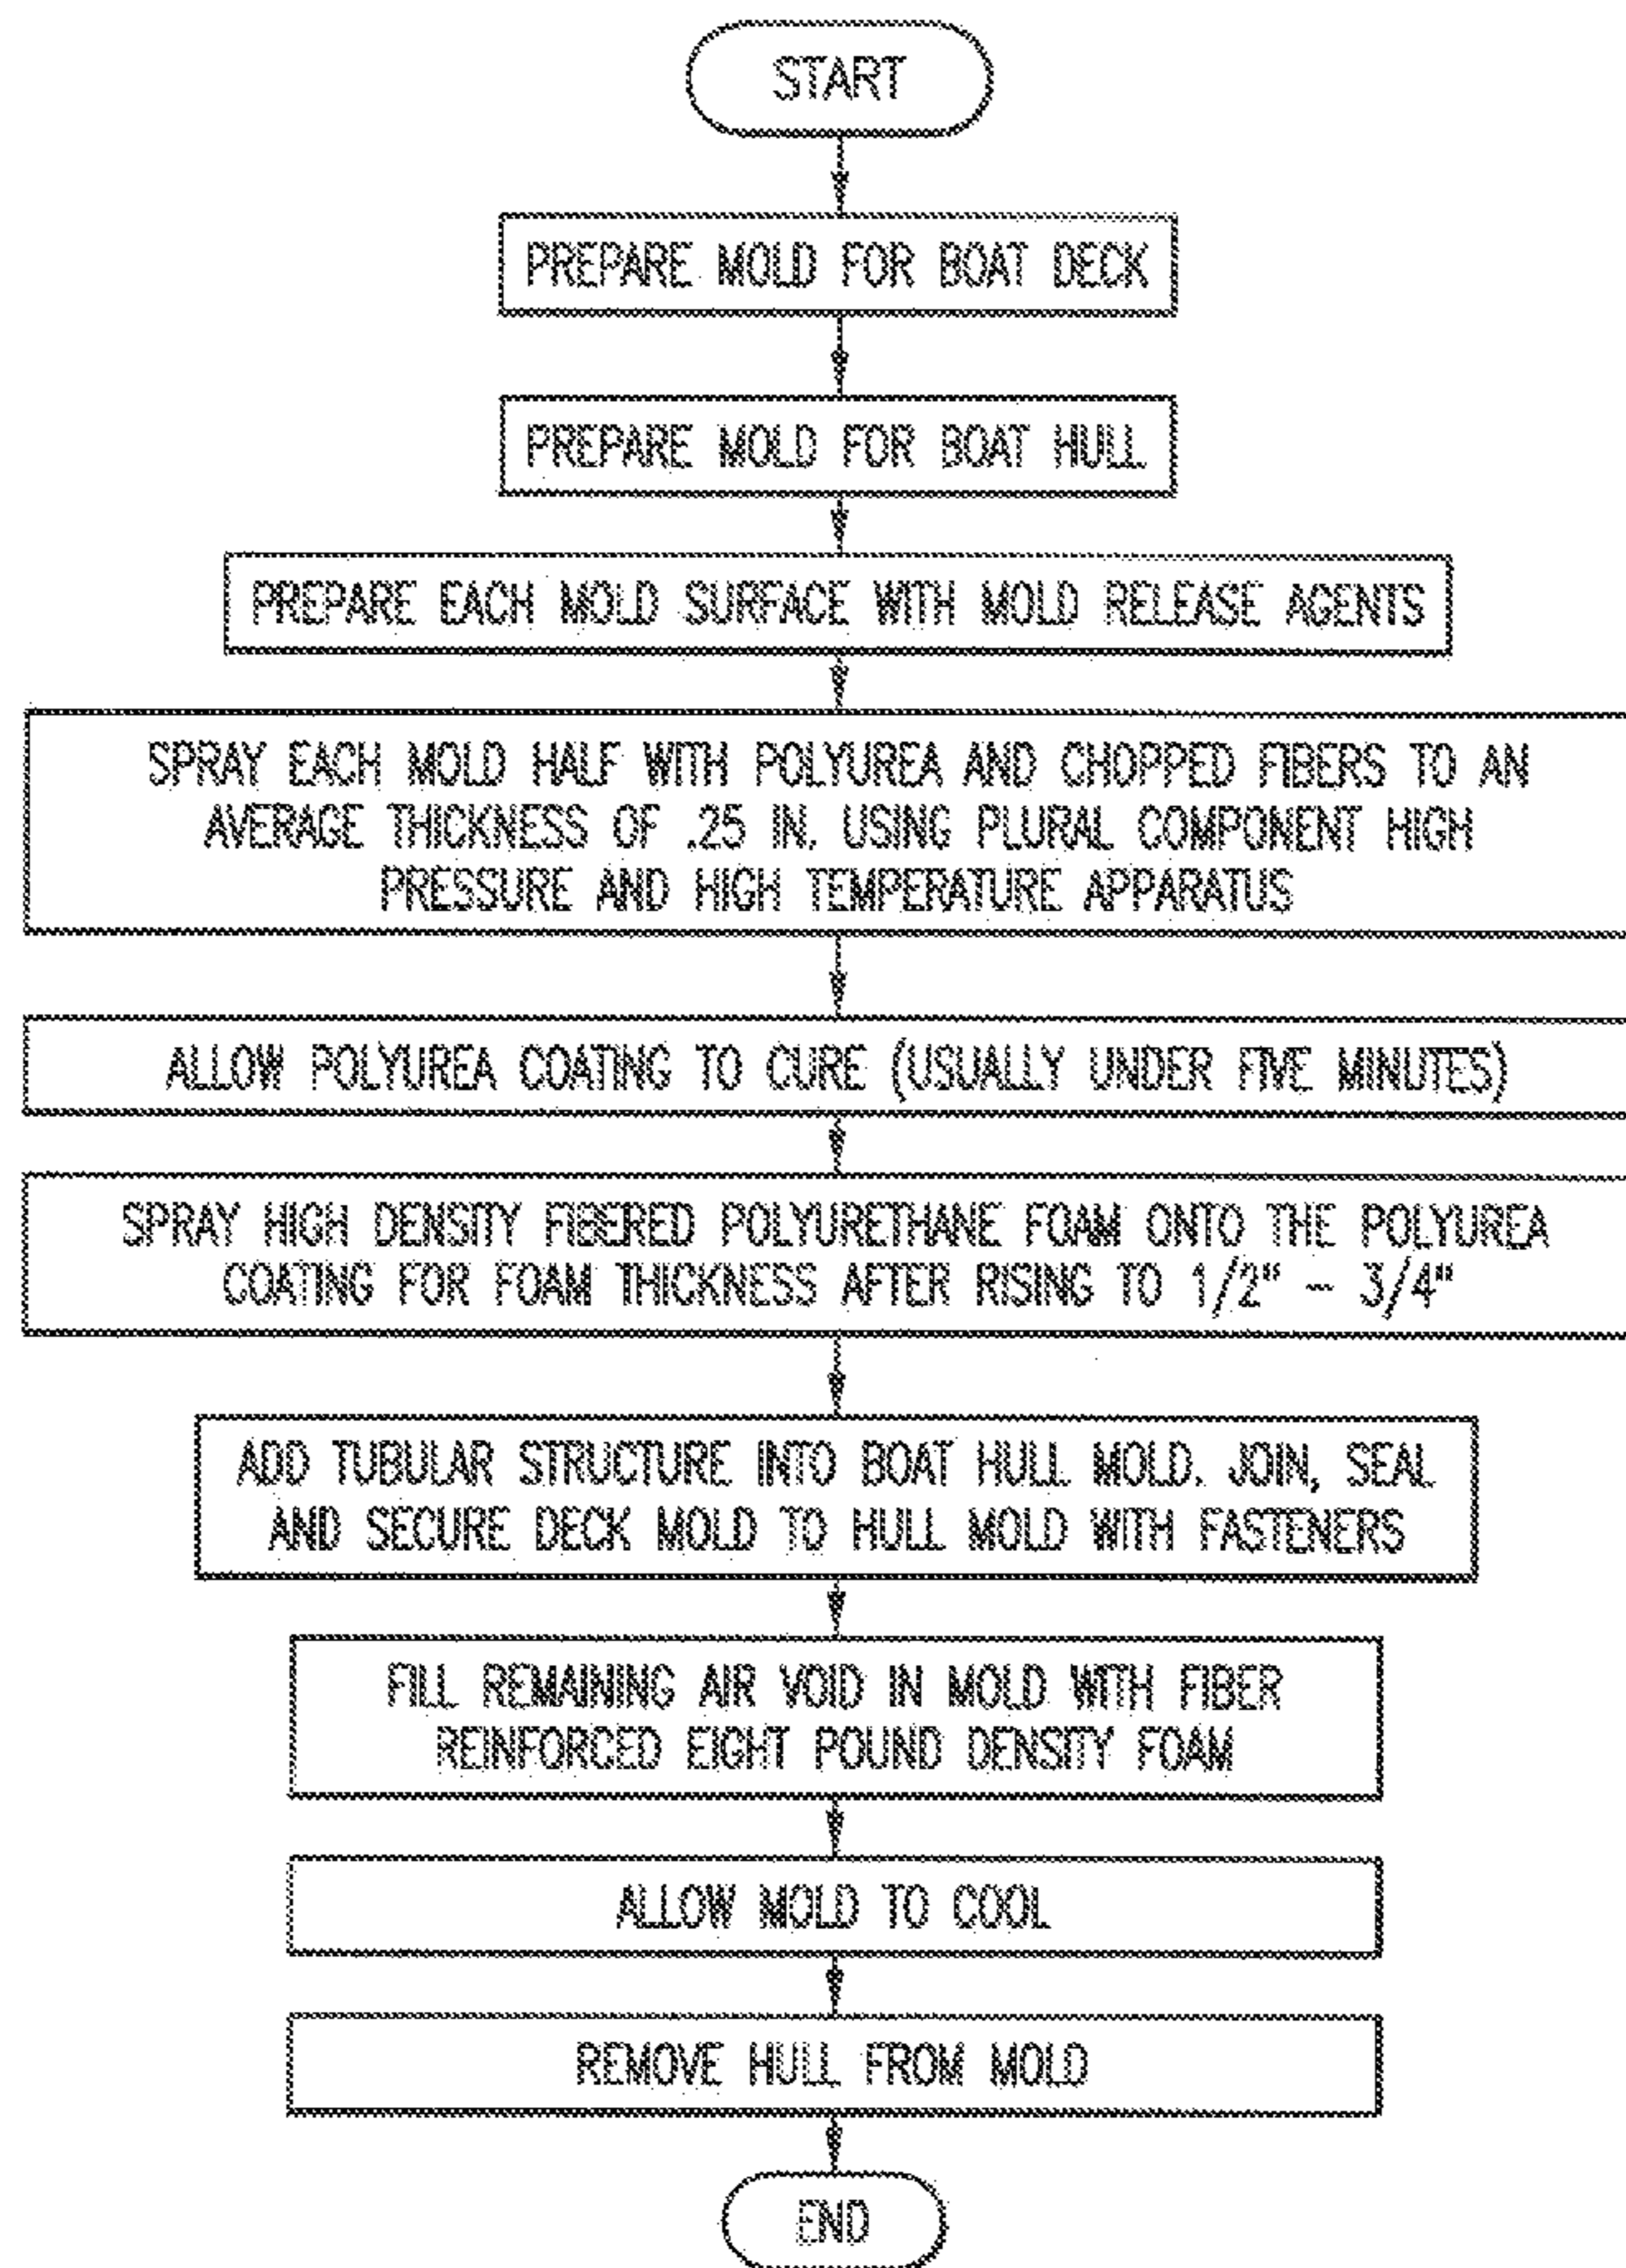 START
PREPARE MOLD FOR BOAT DECK
PREPARE MOLD FOR BOAT HULL
PREPARE EACH MOLD SURFACE WITH MOLD RELEASE AGENTS
SPRAY EACH MOLD HALF WITH POLYUREA AND CHOPPED FIBERS TO AN
AVERAGE THICKNESS OF .25 IN. USING PLURAL COMPONENT HIGH
PRESSURE AND HIGH TEMPERATURE APPARATUS
ALLOW POLYUREA COATING TO CURE (USUALLY UNDER FIVE MINUTES)
SPRAY HIGH DENSITY FIBERED POLYURETHANE FOAM ONTO THE POLYUREA
COATING FOR FOAM THICKNESS AFTER RISING TO 1/2" – 3/4"
ADD TUBULAR STRUCTURE INTO BOAT HULL MOLD. JOIN, SEAL
AND SECURE DECK MOLD TO HULL MOLD WITH FASTENERS
FILL REMAINING AIR VOID IN MOLD WITH FIBER
REINFORCED EIGHT POUND DENSITY FOAM
ALLOW MOLD TO COOL
REMOVE HULL FROM MOLD
END